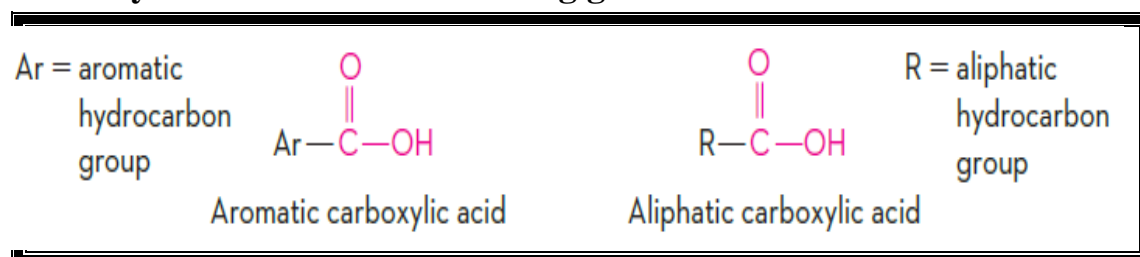 Ar = aromatic hydrocarbon group
O
Ar—C—OH
Aromatic carboxylic acid
O
R—C—OH
Aliphatic carboxylic acid
R = aliphatic hydrocarbon group